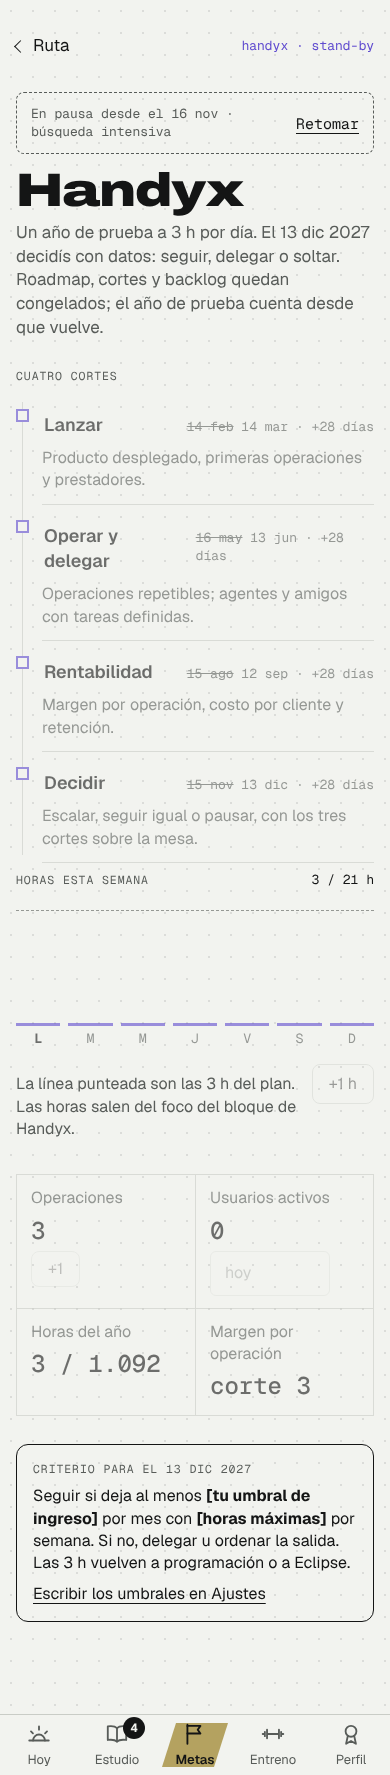 Ruta
handyx · stand-by
En pausa desde el 16 nov ·
búsqueda intensiva
Retomar
Handyx
Un año de prueba a 3 h por día. El 13 dic 2027
decidís con datos: seguir, delegar o soltar.
Roadmap, cortes y backlog quedan
congelados; el año de prueba cuenta desde
que vuelve.
CUATRO CORTES
Lanzar
14 feb 14 mar · +28 días
Producto desplegado, primeras operaciones
y prestadores.
Operar y
delegar
16 may 13 jun · +28
días
Operaciones repetibles; agentes y amigos
con tareas definidas.
Rentabilidad
15 ago 12 sep · +28 días
Margen por operación, costo por cliente y
retención.
Decidir
15 nov 13 dic · +28 días
Escalar, seguir igual o pausar, con los tres
cortes sobre la mesa.
HORAS ESTA SEMANA
3 / 21 h
L M M J V S D
La línea punteada son las 3 h del plan.
Las horas salen del foco del bloque de
Handyx.
+1 h
Operaciones
3
+1
Usuarios activos
0
hoy
Horas del año
3 / 1.092
Margen por
operación
corte 3
CRITERIO PARA EL 13 DIC 2027
Seguir si deja al menos [tu umbral de
ingreso] por mes con [horas máximas] por
semana. Si no, delegar u ordenar la salida.
Las 3 h vuelven a programación o a Eclipse.
Escribir los umbrales en Ajustes
4
Hoy Estudio Metas Entreno Perfil